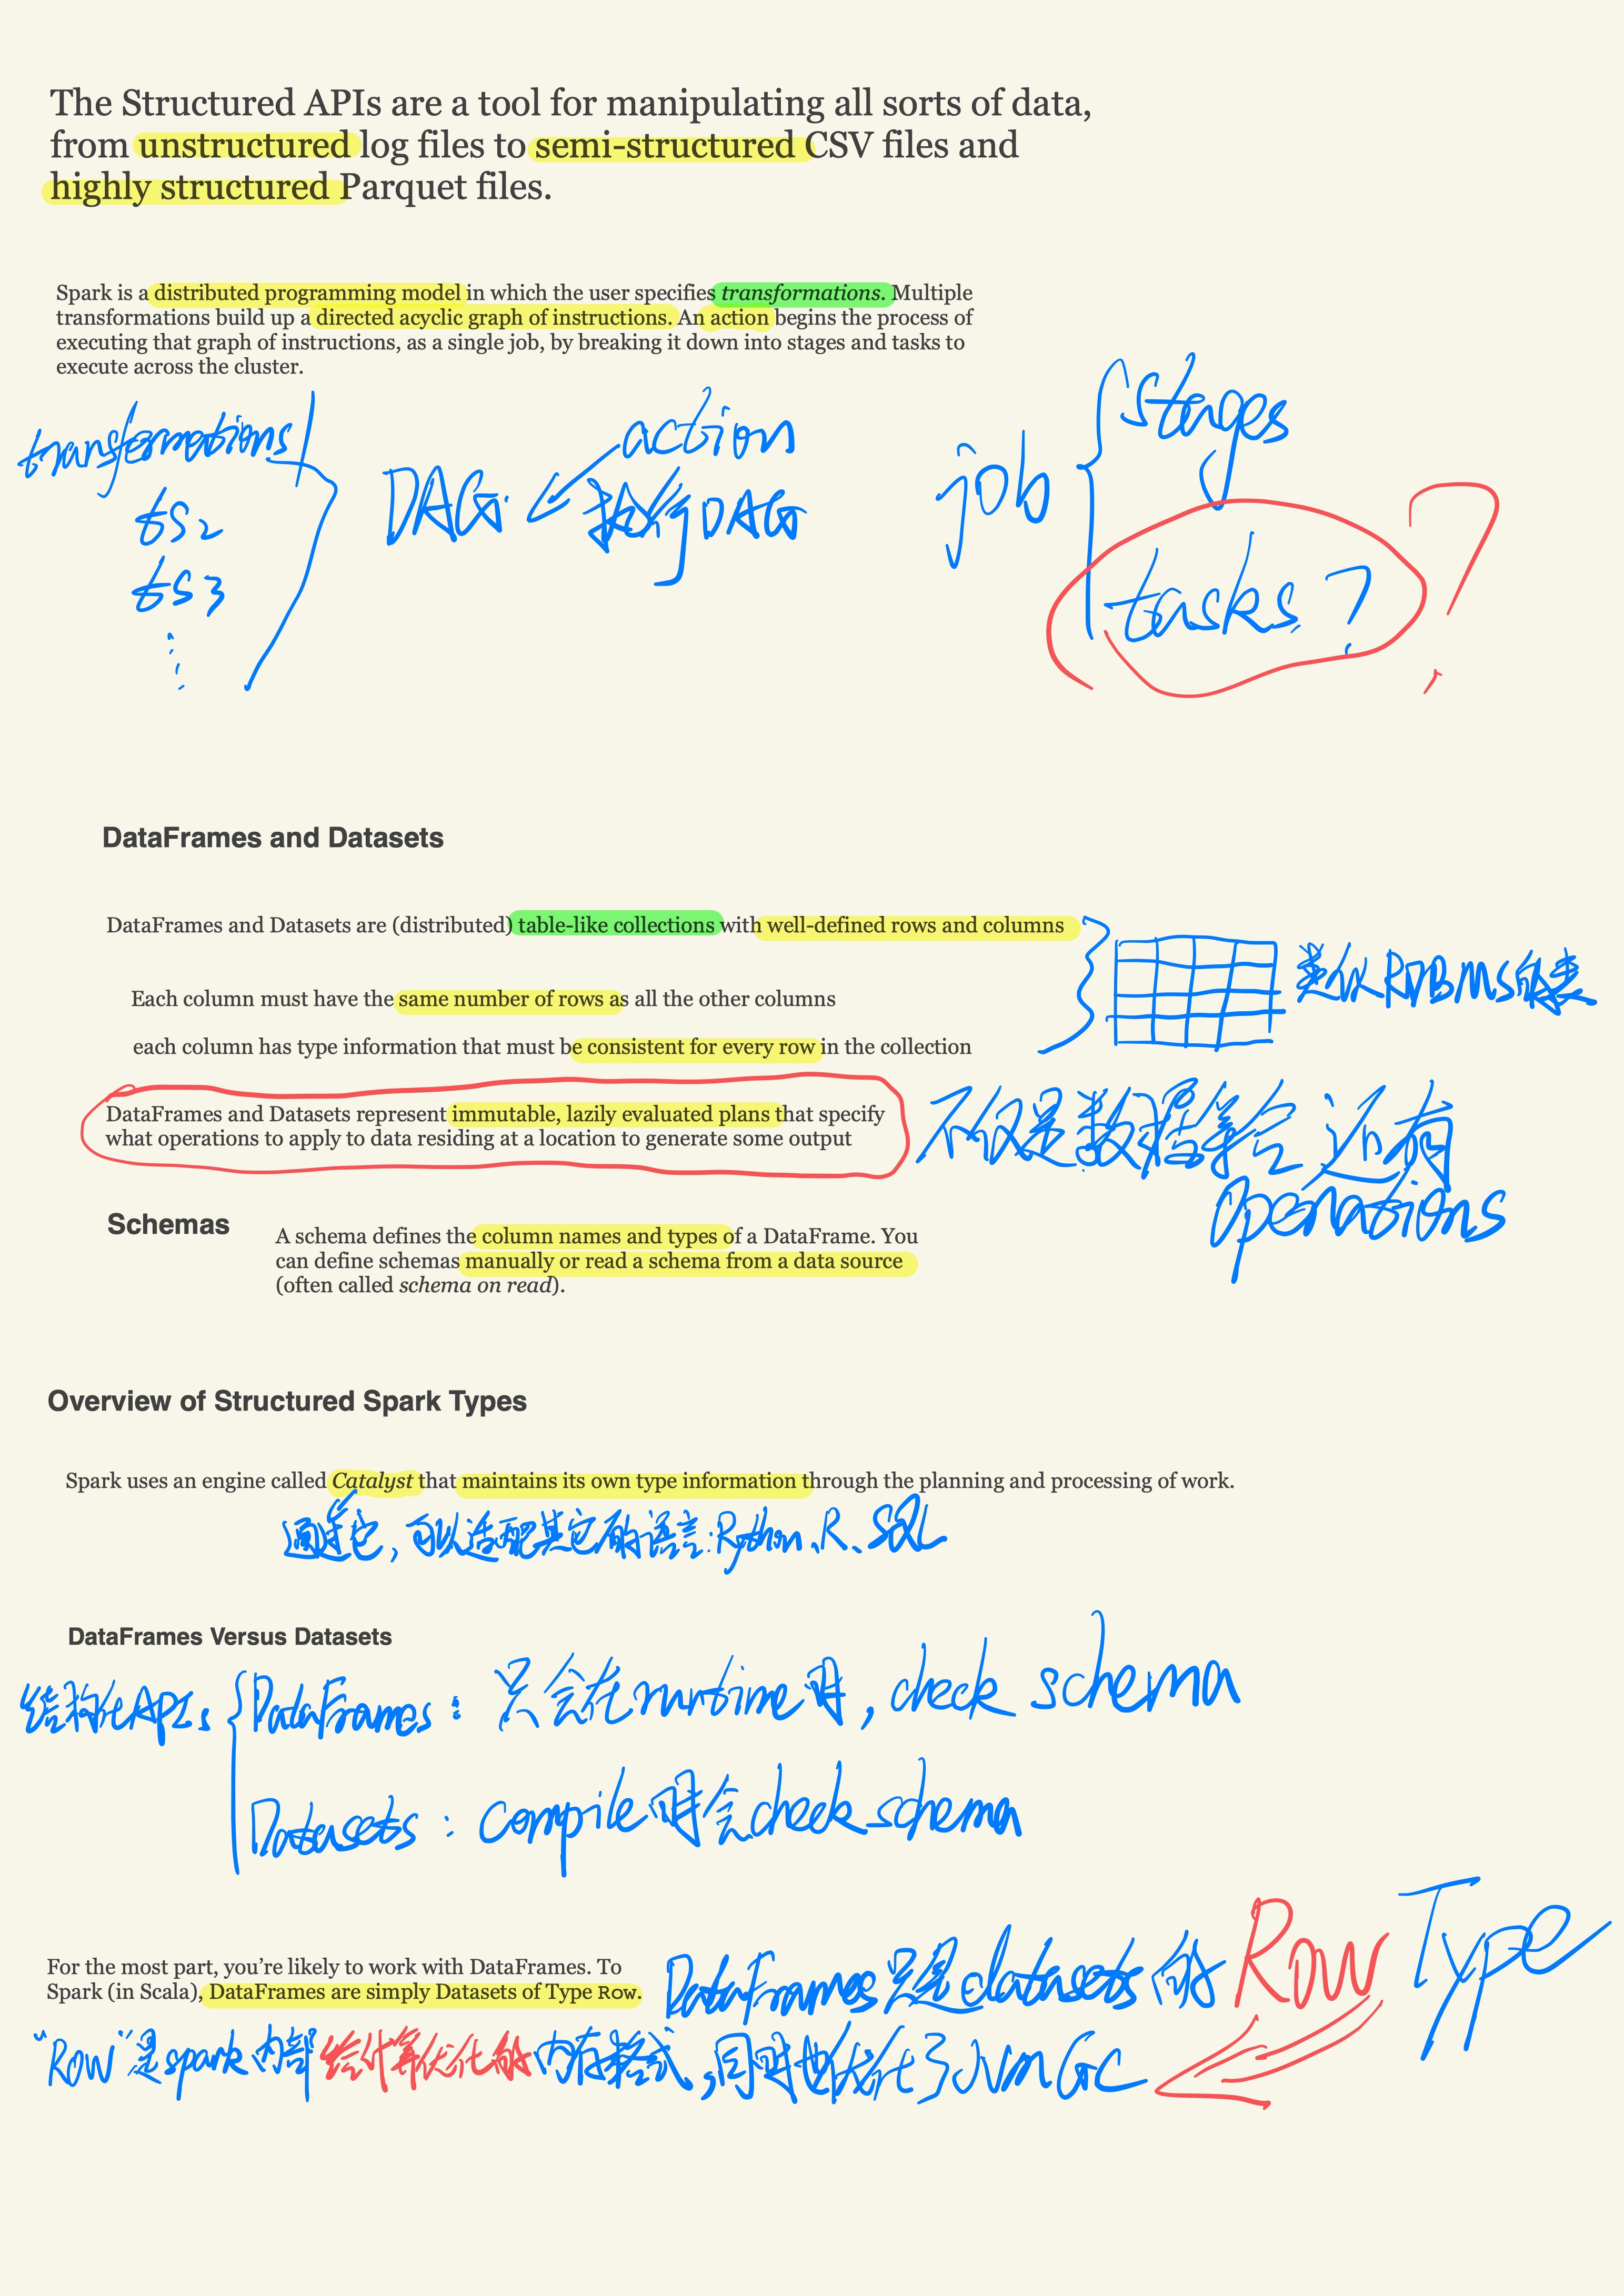 The Structured APIs are a tool for manipulating all sorts of data,
from unstructured log files to semi-structured CSV files and
highly structured Parquet files.
Spark is a distributed programming model in which the user specifies transformations. Multiple
transformations build up a directed acyclic graph of instructions. An action begins the process of
executing that graph of instructions, as a single job, by breaking it down into stages and tasks to
execute across the cluster.
transformations
ts2
ts3
DAG
action
执行DAG
job
stages
tasks?
?
DataFrames and Datasets
DataFrames and Datasets are (distributed) table-like collections with well-defined rows and columns
Each column must have the same number of rows as all the other columns
each column has type information that must be consistent for every row in the collection
类似RDBMS的表
DataFrames and Datasets represent immutable, lazily evaluated plans that specify
what operations to apply to data residing at a location to generate some output
不仅是数据集合 还有
operations
Schemas
A schema defines the column names and types of a DataFrame. You
can define schemas manually or read a schema from a data source
(often called schema on read).
Overview of Structured Spark Types
Spark uses an engine called Catalyst that maintains its own type information through the planning and processing of work.
通过它, 可以适配其它的语言: Python、R、SQL
DataFrames Versus Datasets
结构化APIs
DataFrames: 只会在runtime时, check schema
Datasets: compile时会check schema
For the most part, you’re likely to work with DataFrames. To
Spark (in Scala), DataFrames are simply Datasets of Type Row.
DataFrames只是datasets的 Row Type
"Row"是spark内部 计算优化的内存格式, 同时也优化了JVM GC